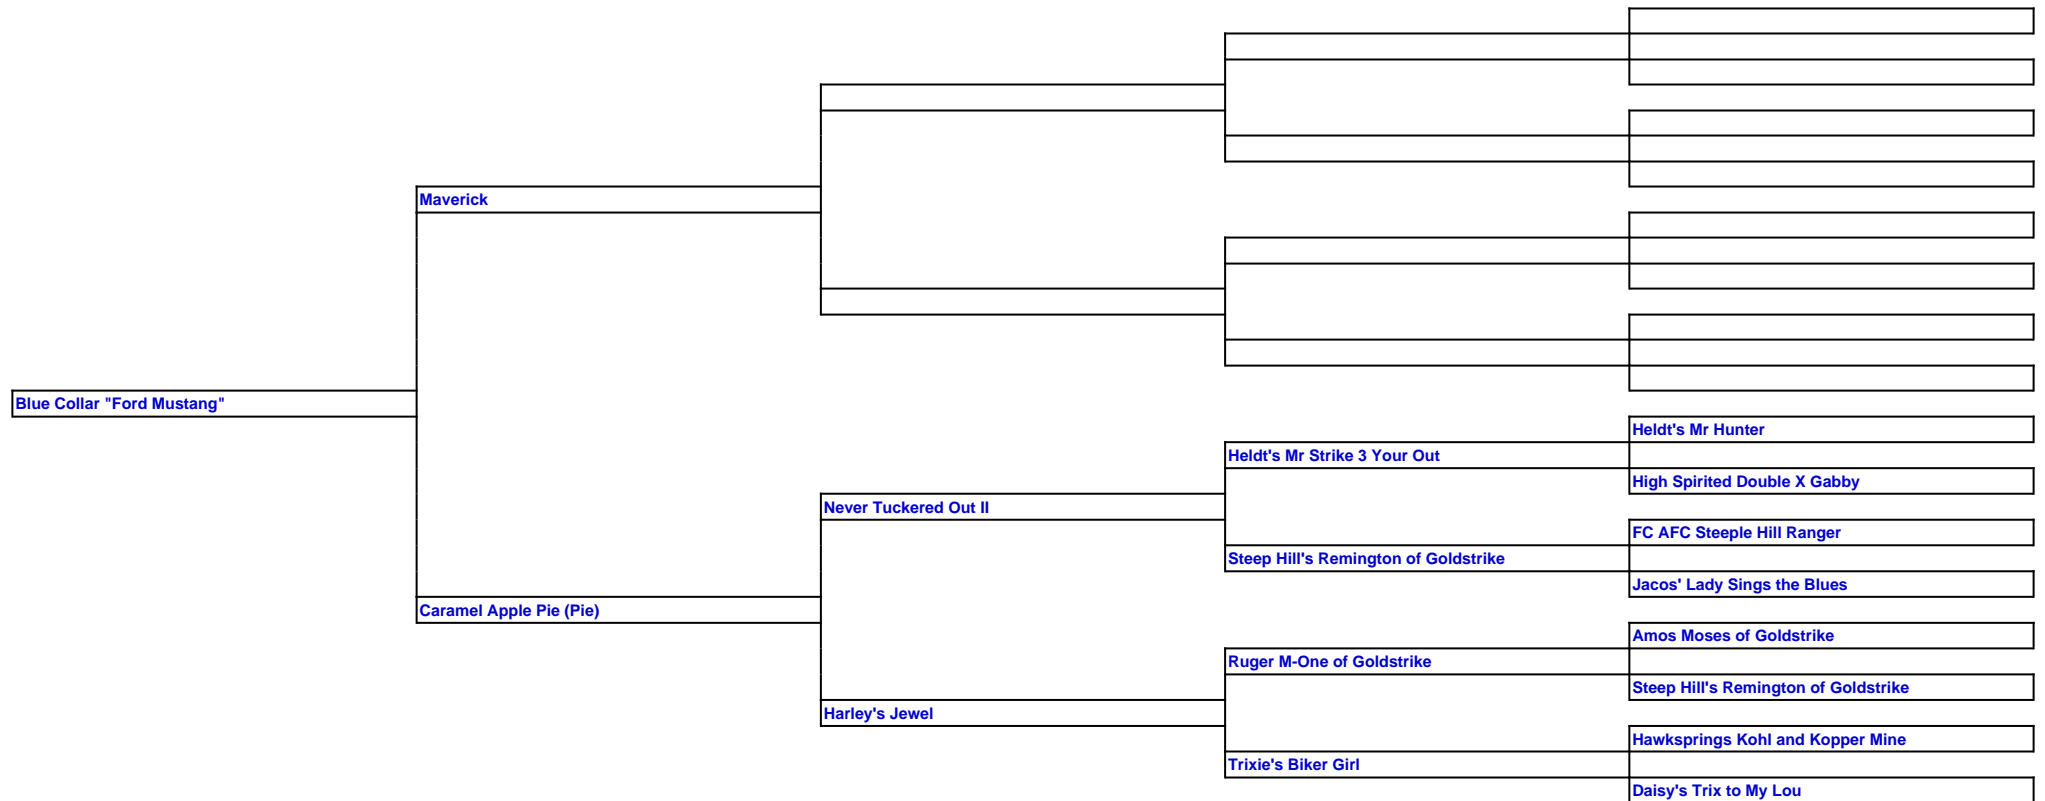 Maverick
Blue Collar "Ford Mustang"
Heldt's Mr Hunter
Heldt's Mr Strike 3 Your Out
High Spirited Double X Gabby
Never Tuckered Out II
FC AFC Steeple Hill Ranger
Steep Hill's Remington of Goldstrike
Jacos' Lady Sings the Blues
Caramel Apple Pie (Pie)
Amos Moses of Goldstrike
Ruger M-One of Goldstrike
Steep Hill's Remington of Goldstrike
Harley's Jewel
Hawksprings Kohl and Kopper Mine
Trixie's Biker Girl
Daisy's Trix to My Lou